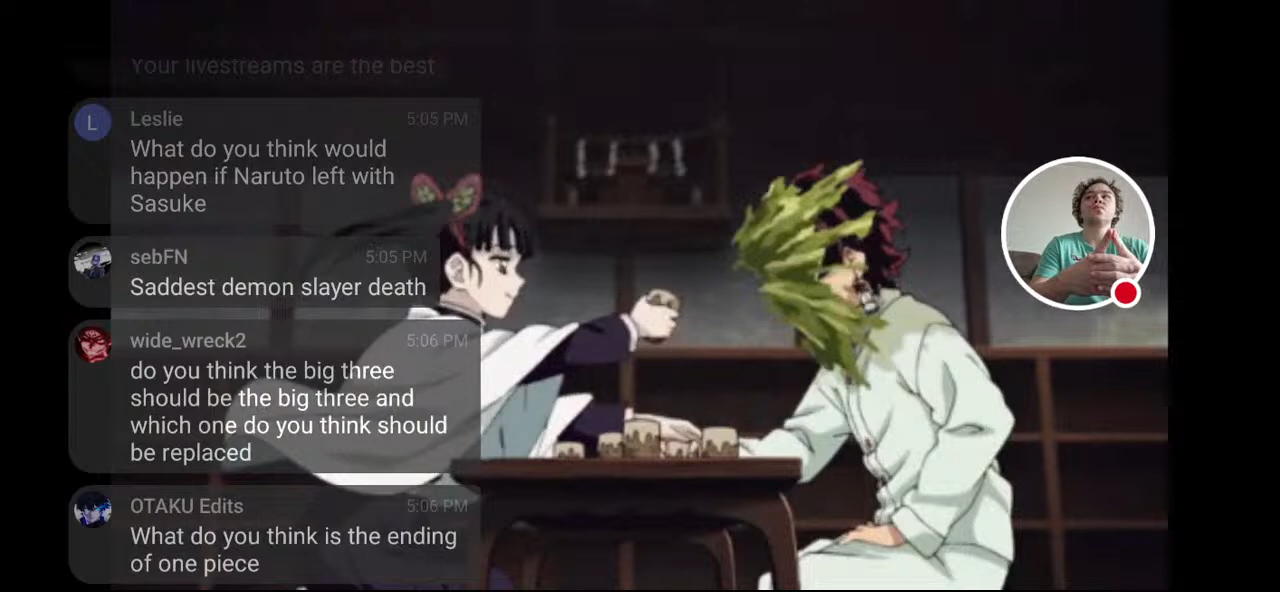 Your livestreams are the best
L
Leslie 5:05 PM
What do you think would
happen if Naruto left with
Sasuke
sebFN 5:05 PM
Saddest demon slayer death
wide_wreck2 5:06 PM
do you think the big three
should be the big three and
which one do you think should
be replaced
OTAKU Edits 5:06 PM
What do you think is the ending
of one piece